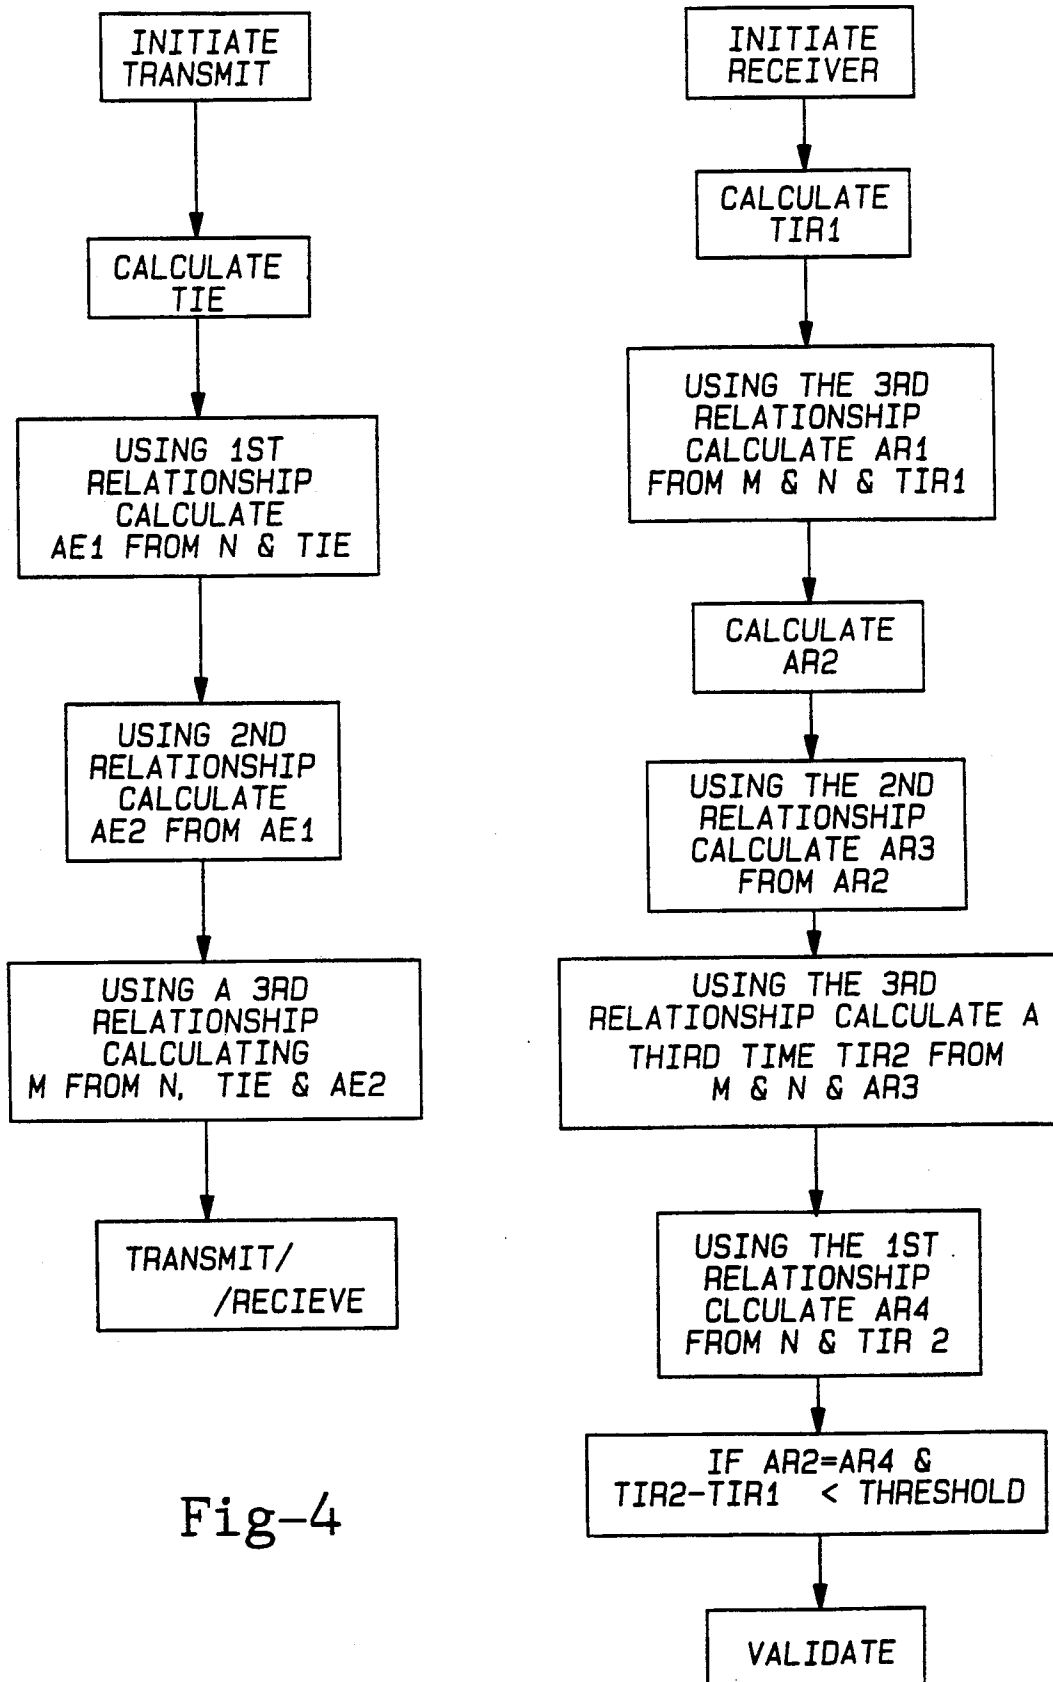 INITIATE
TRANSMIT
CALCULATE
TIE
USING 1ST
RELATIONSHIP
CALCULATE
AE1 FROM N & TIE
USING 2ND
RELATIONSHIP
CALCULATE
AE2 FROM AE1
USING A 3RD
RELATIONSHIP
CALCULATING
M FROM N, TIE & AE2
TRANSMIT/
/RECIEVE
INITIATE
RECEIVER
CALCULATE
TIR1
USING THE 3RD
RELATIONSHIP
CALCULATE AR1
FROM M & N & TIR1
CALCULATE
AR2
USING THE 2ND
RELATIONSHIP
CALCULATE AR3
FROM AR2
USING THE 3RD
RELATIONSHIP CALCULATE A
THIRD TIME TIR2 FROM
M & N & AR3
USING THE 1ST
RELATIONSHIP
CLCULATE AR4
FROM N & TIR 2
IF AR2=AR4 &
TIR2-TIR1 < THRESHOLD
VALIDATE
Fig-4